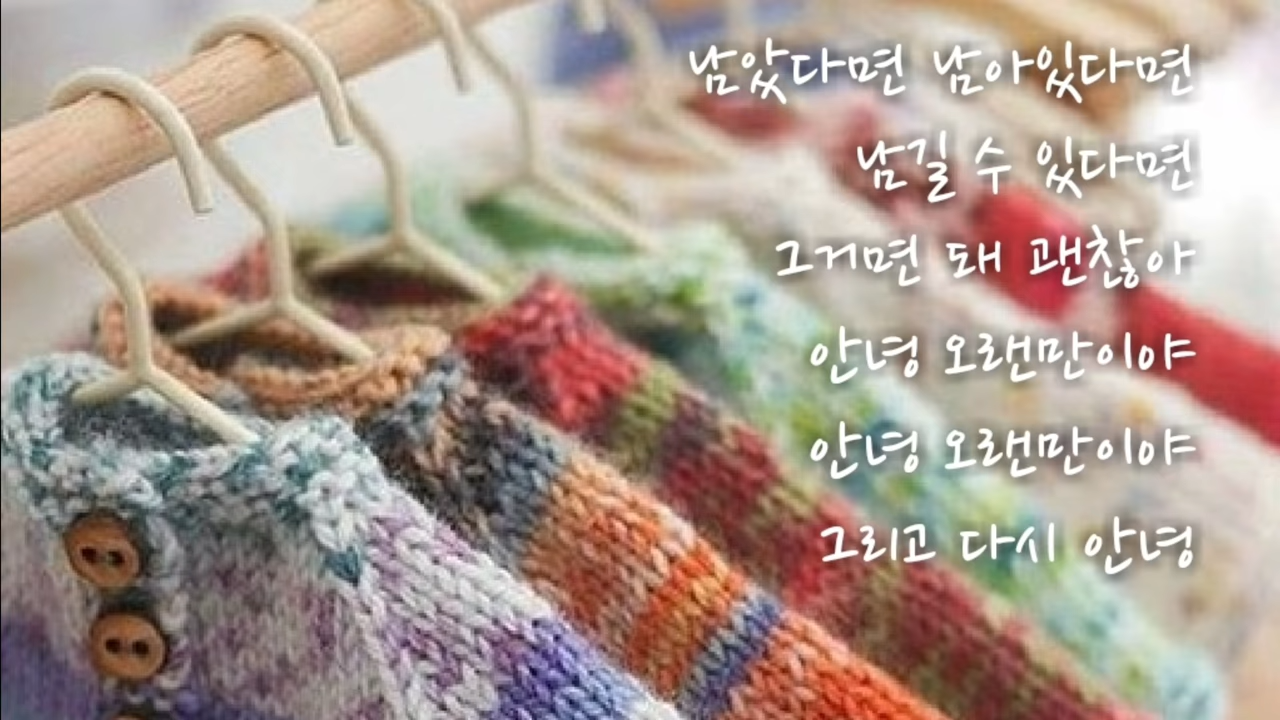 남았다면 남아있다면
남길 수 있다면
그거면 돼 괜찮아
안녕 오랜만이야
안녕 오랜만이야
그리고 다시 안녕